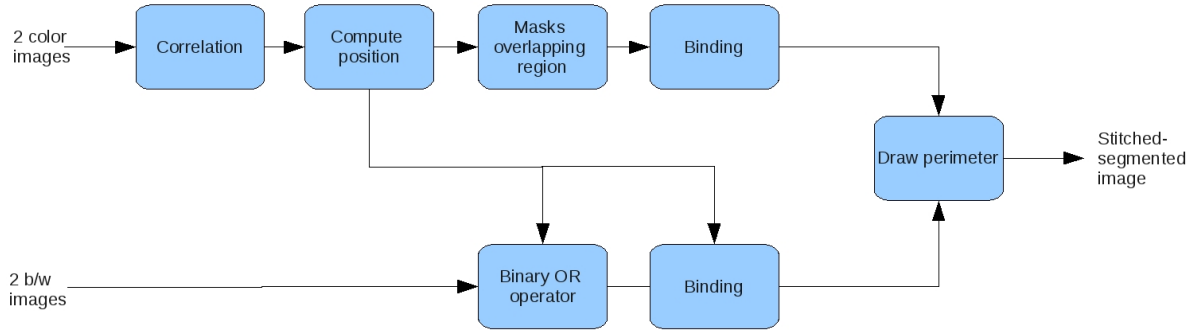 2 color
images
Correlation
Compute
position
Masks
overlapping
region
Binding
Draw perimeter
Stitched-
segmented
image
2 b/w
images
Binary OR
operator
Binding